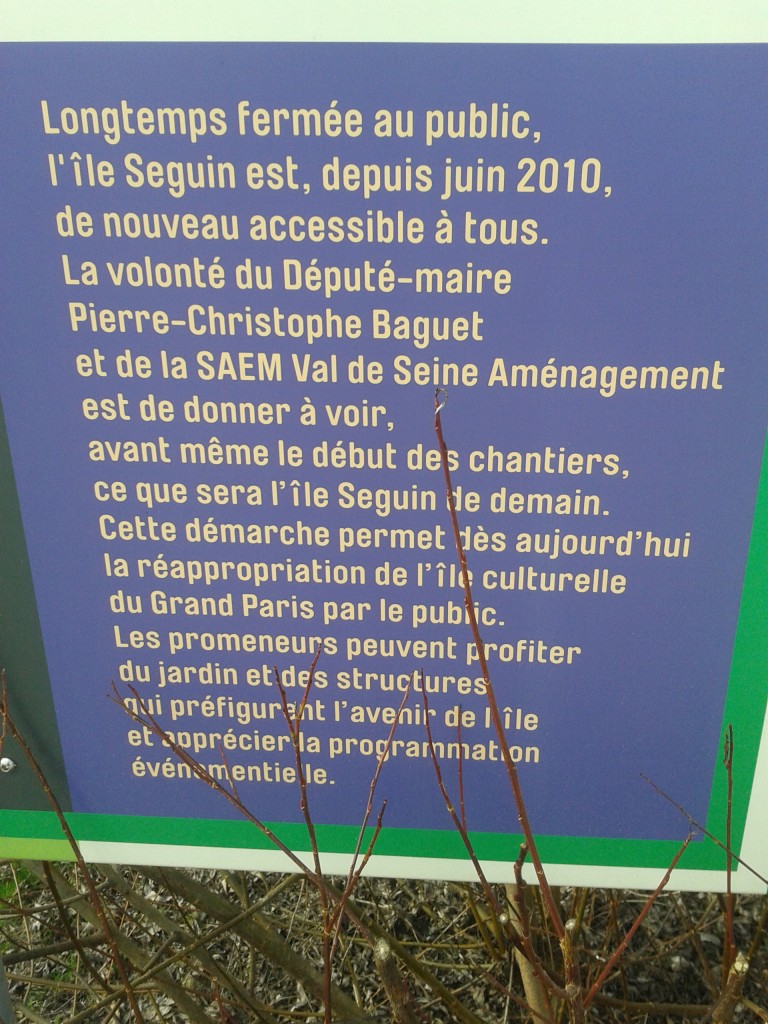 Longtemps fermée au public,
l'île Seguin est, depuis juin 2010,
de nouveau accessible à tous.
La volonté du Député-maire
Pierre-Christophe Baguet
et de la SAEM Val de Seine Aménagement
est de donner à voir,
avant même le début des chantiers,
ce que sera l'île Seguin de demain.
Cette démarche permet dès aujourd'hui
la réappropriation de l'île culturelle
du Grand Paris par le public.
Les promeneurs peuvent profiter
du jardin et des structures
qui préfigurent l'avenir de l'île
et apprécier la programmation
événementielle.